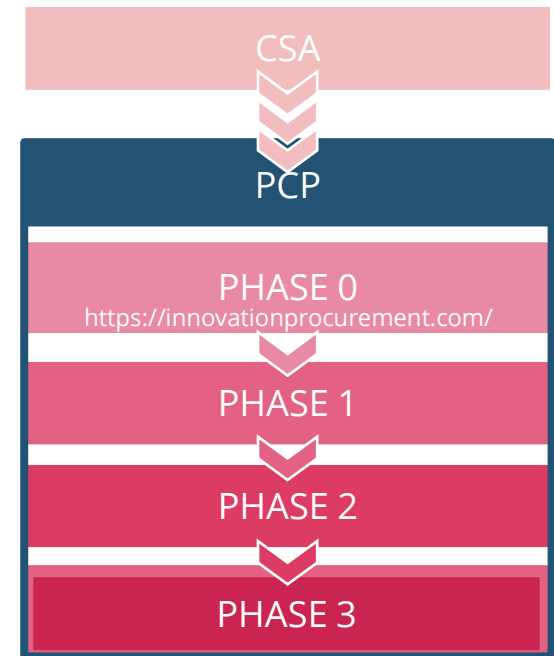 CSA
PCP
PHASE 0
https://innovationprocurement.com/
PHASE 1
PHASE 2
PHASE 3